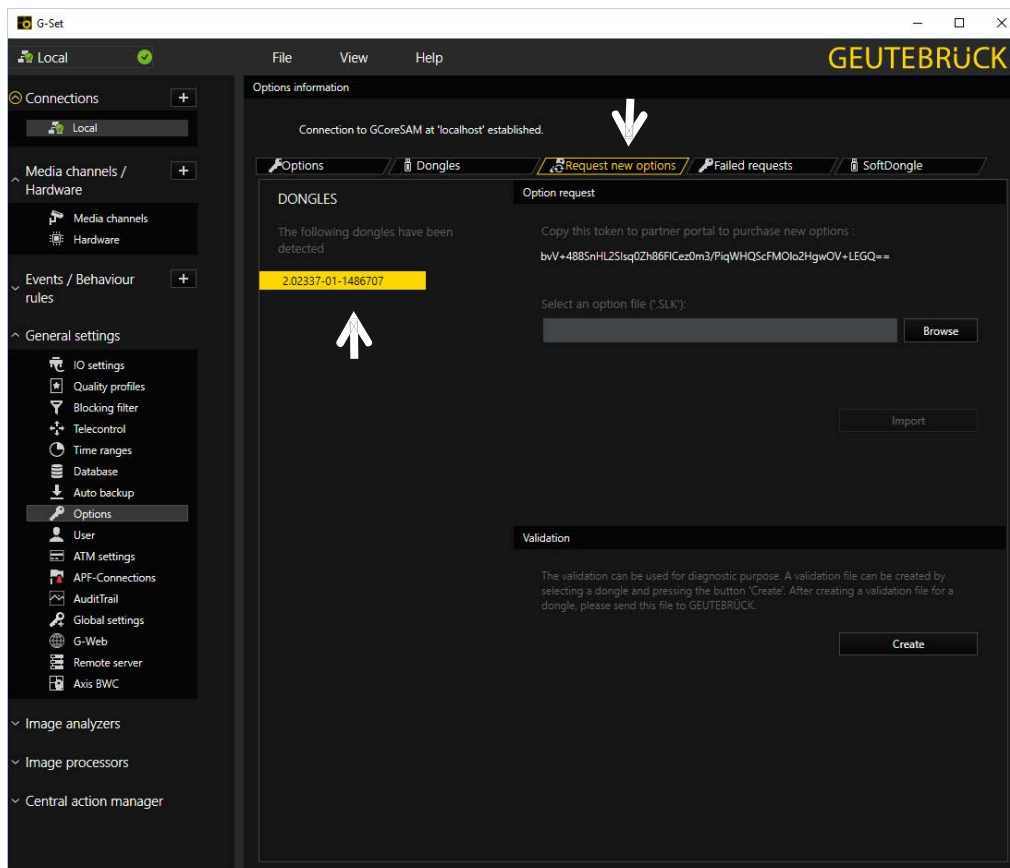 G-Set
Local
File View Help
GEUTEBRÜCK
Connections
Local
Media channels /
Hardware
Media channels
Hardware
Events / Behaviour
rules
General settings
IO settings
Quality profiles
Blocking filter
Telecontrol
Time ranges
Database
Auto backup
Options
User
ATM settings
APF-Connections
AuditTrail
Global settings
G-Web
Remote server
Axis BWC
Image analyzers
Image processors
Central action manager
Options information
Connection to GCoreSAM at 'localhost' established.
Options Dongles Request new options Failed requests SoftDongle
DONGLES
The following dongles have been
detected
2.02337-01-1486707
Option request
Copy this token to partner portal to purchase new options :
bvV+488SnHL2SIsq0Zh86FICez0m3/PiqWHQScFMOIo2HgwOV+LEGQ==
Select an option file ('.SLK'):
Browse
Import
Validation
The validation can be used for diagnostic purpose. A validation file can be created by
selecting a dongle and pressing the button 'Create'. After creating a validation file for a
dongle, please send this file to GEUTEBRÜCK.
Create